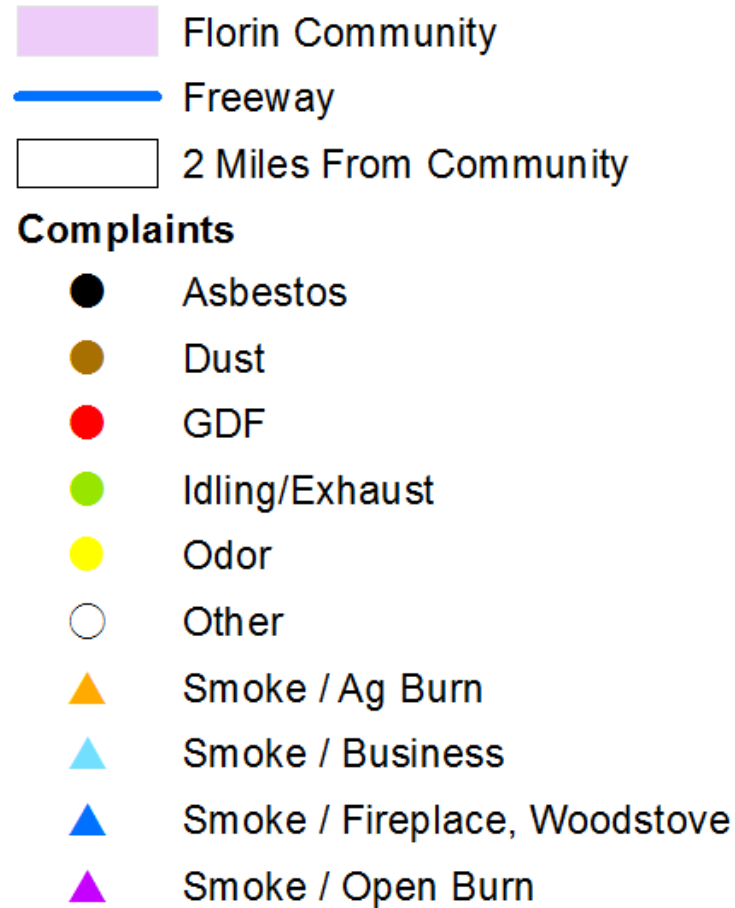 Florin Community
Freeway
2 Miles From Community
Complaints
Asbestos
Dust
GDF
Idling/Exhaust
Odor
Other
Smoke / Ag Burn
Smoke / Business
Smoke / Fireplace, Woodstove
Smoke / Open Burn